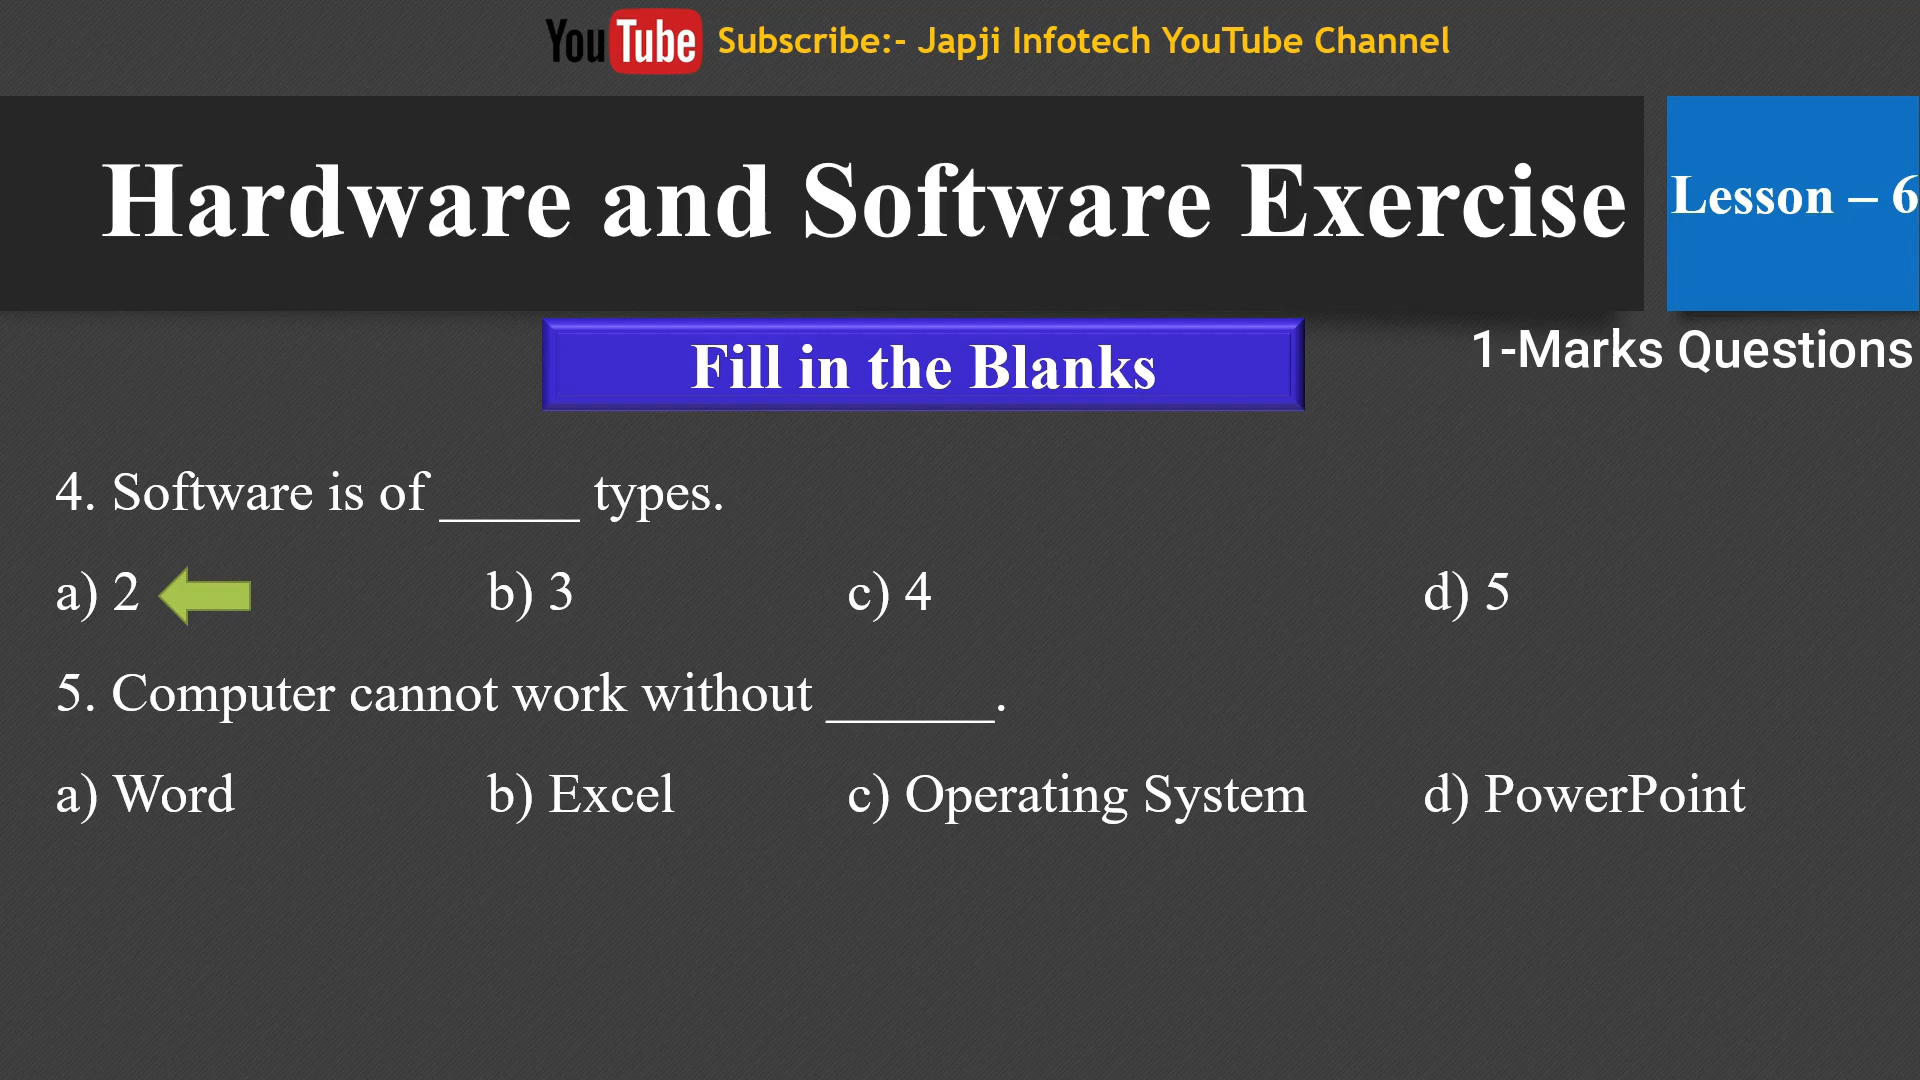 YouTube Subscribe:- Japji Infotech YouTube Channel
Hardware and Software Exercise
Lesson – 6
Fill in the Blanks
1-Marks Questions
4. Software is of _____ types.
a) 2 b) 3 c) 4 d) 5
5. Computer cannot work without ______.
a) Word b) Excel c) Operating System d) PowerPoint